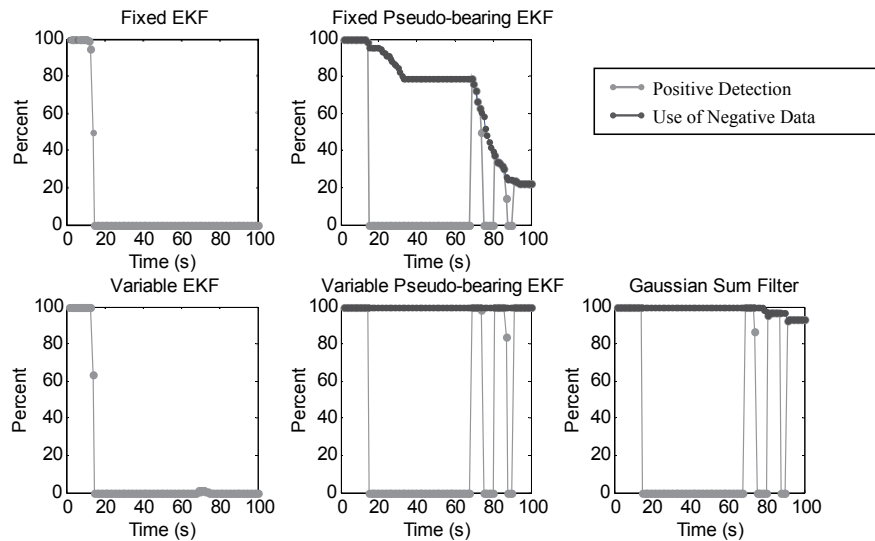 Fixed EKF
Percent
100
80
60
40
20
0
0 20 40 60 80 100
Time (s)
Fixed Pseudo-bearing EKF
Percent
100
80
60
40
20
0
0 20 40 60 80 100
Time (s)
Positive Detection
Use of Negative Data
Variable EKF
Percent
100
80
60
40
20
0
0 20 40 60 80 100
Time (s)
Variable Pseudo-bearing EKF
Percent
100
80
60
40
20
0
0 20 40 60 80 100
Time (s)
Gaussian Sum Filter
Percent
100
80
60
40
20
0
0 20 40 60 80 100
Time (s)